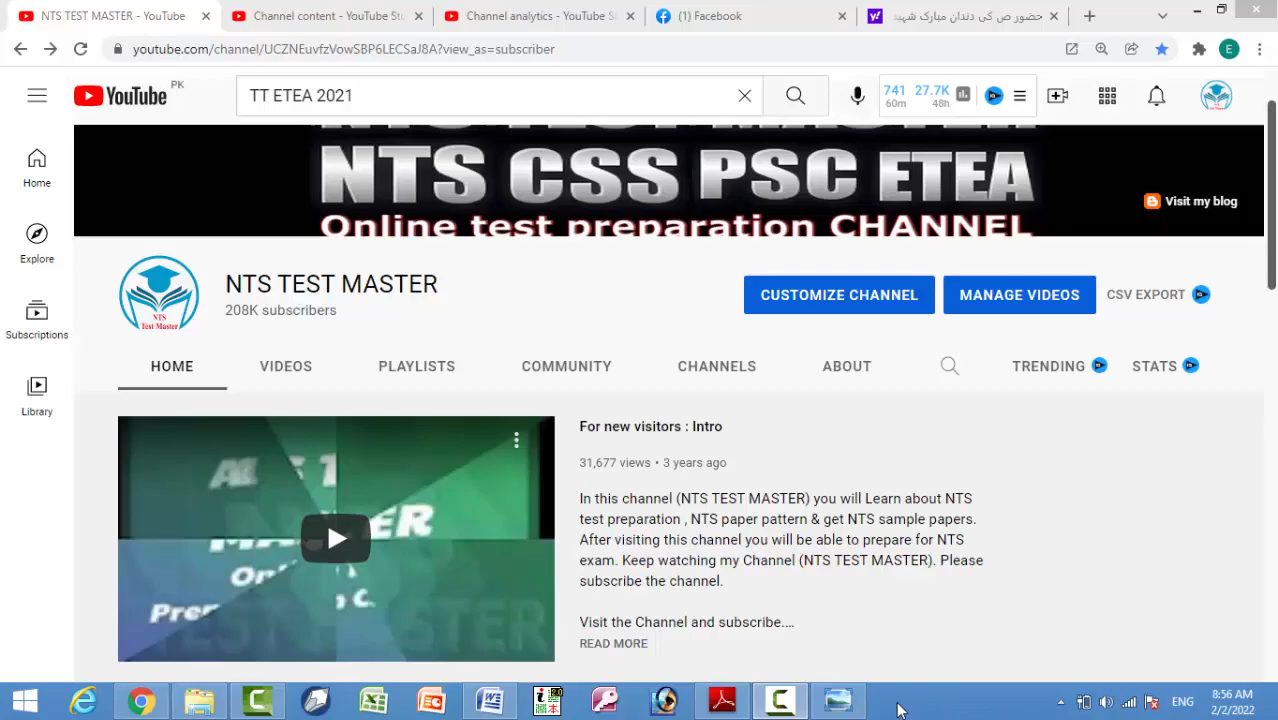 NTS TEST MASTER - YouTube
Channel content - YouTube St
Channel analytics - YouTube S
(1) Facebook
حضور ص کی دندان مبارک شہید
youtube.com/channel/UCZNEuvfzVowSBP6LECSaJ8A?view_as=subscriber
E
YouTube PK
TT ETEA 2021
741 60m
27.7K 48h
NTS CSS PSC ETEA
Online test preparation CHANNEL
Visit my blog
Home
Explore
Subscriptions
Library
NTS Test Master
NTS TEST MASTER
208K subscribers
CUSTOMIZE CHANNEL
MANAGE VIDEOS
CSV EXPORT
HOME
VIDEOS
PLAYLISTS
COMMUNITY
CHANNELS
ABOUT
TRENDING
STATS
For new visitors : Intro
31,677 views • 3 years ago
In this channel (NTS TEST MASTER) you will Learn about NTS
test preparation , NTS paper pattern & get NTS sample papers.
After visiting this channel you will be able to prepare for NTS
exam. Keep watching my Channel (NTS TEST MASTER). Please
subscribe the channel.
Visit the Channel and subscribe....
READ MORE
ENG
8:56 AM
2/2/2022